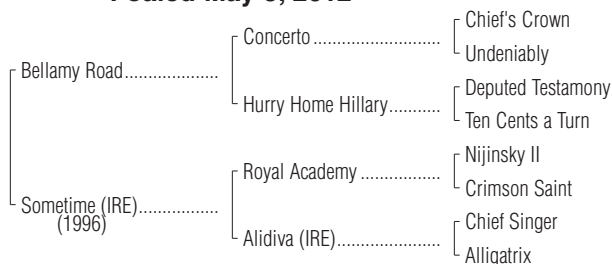 Foaled May 2012
Chief's Crown
Concerto
Undeniably
Bellamy Road
Deputed Testamony
Hurry Home Hillary
Ten Cents a Turn
Nijinsky II
Royal Academy
Crimson Saint
Sometime (IRE)
(1996)
Chief Singer
Alidiva (IRE)
Alligatrix